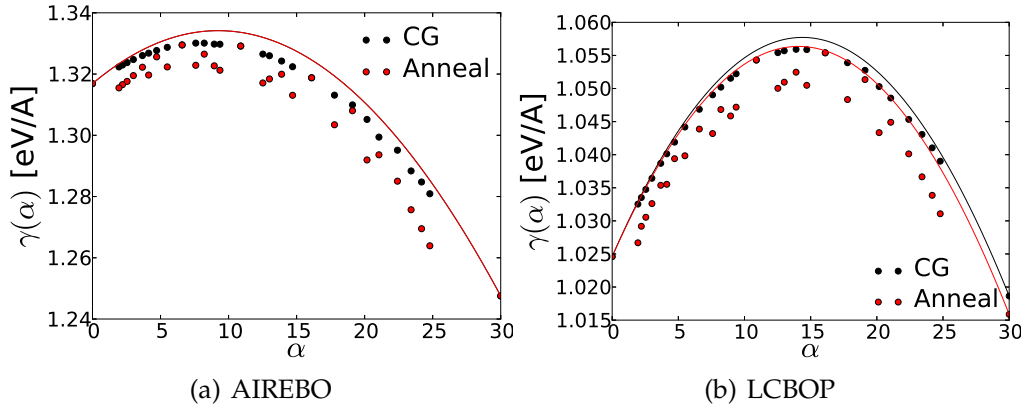 1.34
1.32
1.30
1.28
1.26
1.24
γ(α) [eV/A]
CG
Anneal
0 5 10 15 20 25 30
α
(a) AIREBO
1.060
1.055
1.050
1.045
1.040
1.035
1.030
1.025
1.020
1.015
γ(α) [eV/A]
CG
Anneal
0 5 10 15 20 25 30
α
(b) LCBOP